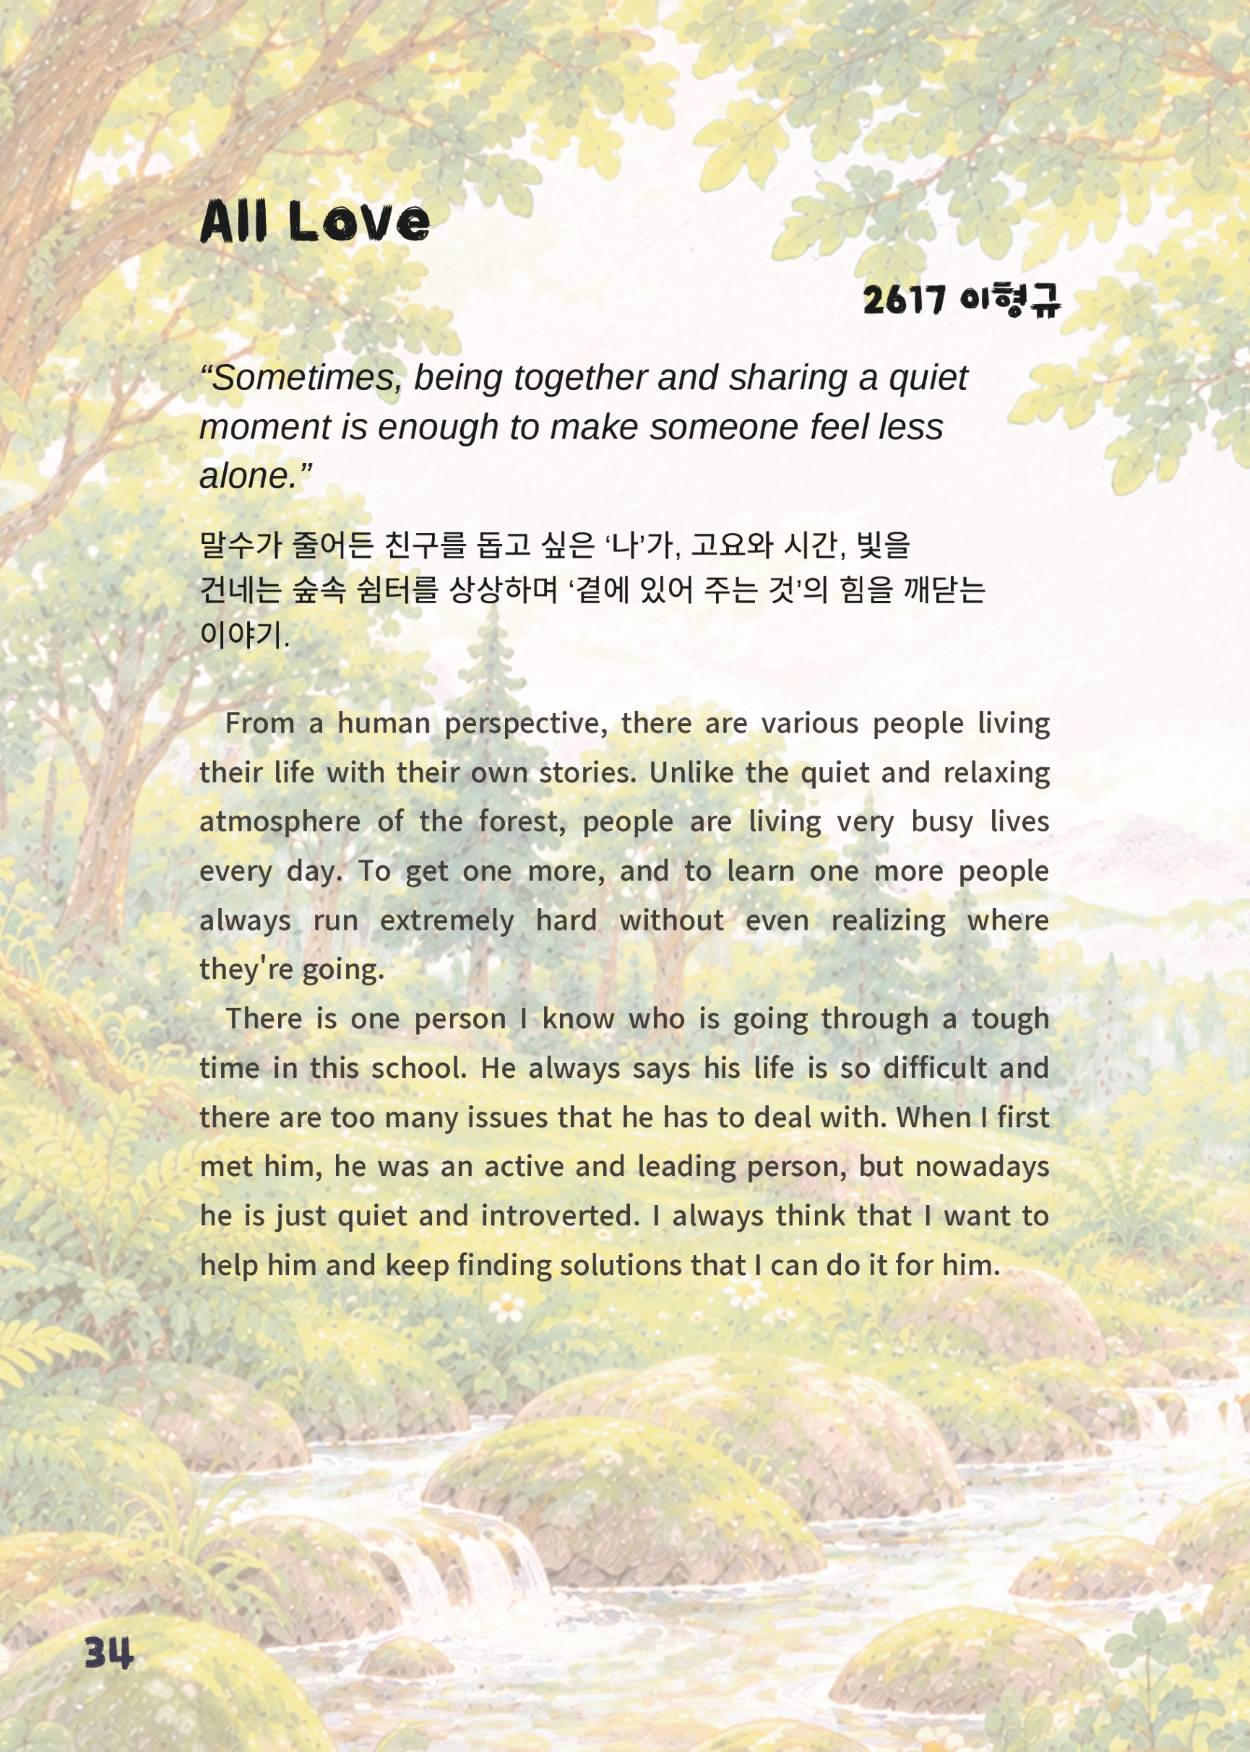 All Love
2617 이형규
“Sometimes, being together and sharing a quiet
moment is enough to make someone feel less
alone.”
말수가 줄어든 친구를 돕고 싶은 ‘나’가, 고요와 시간, 빛을
건네는 숲속 쉼터를 상상하며 ‘곁에 있어 주는 것’의 힘을 깨닫는
이야기.
From a human perspective, there are various people living
their life with their own stories. Unlike the quiet and relaxing
atmosphere of the forest, people are living very busy lives
every day. To get one more, and to learn one more people
always run extremely hard without even realizing where
they're going.
There is one person I know who is going through a tough
time in this school. He always says his life is so difficult and
there are too many issues that he has to deal with. When I first
met him, he was an active and leading person, but nowadays
he is just quiet and introverted. I always think that I want to
help him and keep finding solutions that I can do it for him.
34